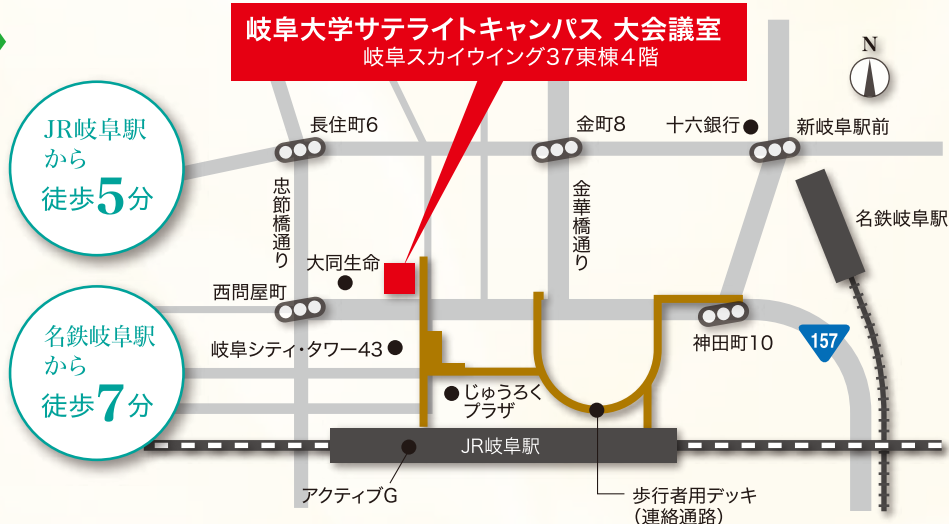 岐阜大学サテライトキャンパス 大会議室
岐阜スカイウイング37東棟4階
N
JR岐阜駅
から
徒歩5分
長住町6
金町8
十六銀行
新岐阜駅前
忠節橋通り
金華橋通り
名鉄岐阜駅
大同生命
西問屋町
名鉄岐阜駅
から
徒歩7分
岐阜シティ・タワー43
神田町10
157
じゅうろく
プラザ
JR岐阜駅
アクティブG
歩行者用デッキ
(連絡通路)